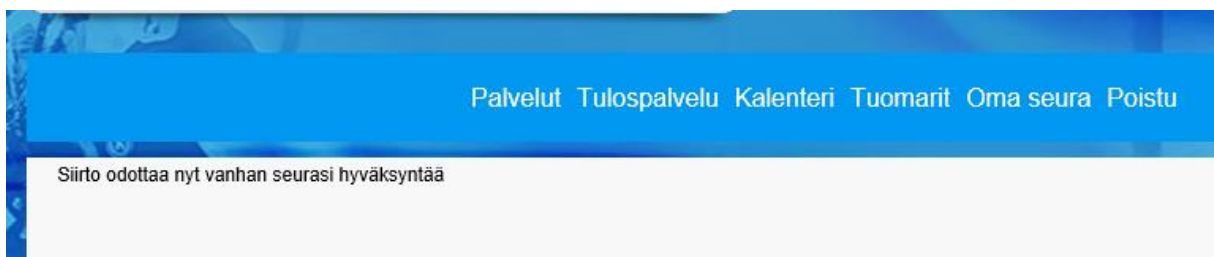 Palvelut Tulospalvelu Kalenteri Tuomarit Oma seura Poistu
Siirto odottaa nyt vanhan seurasi hyväksyntää